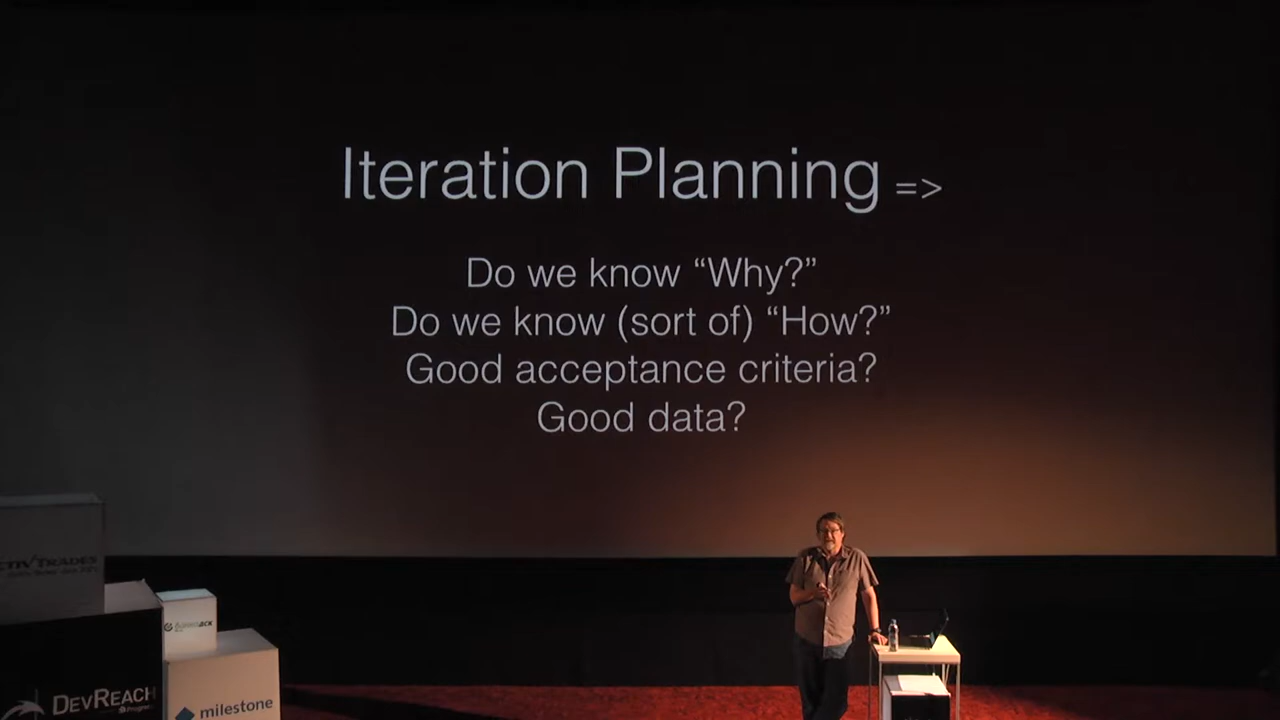 Iteration Planning =>
Do we know “Why?”
Do we know (sort of) “How?”
Good acceptance criteria?
Good data?
DEVREACH
milestone